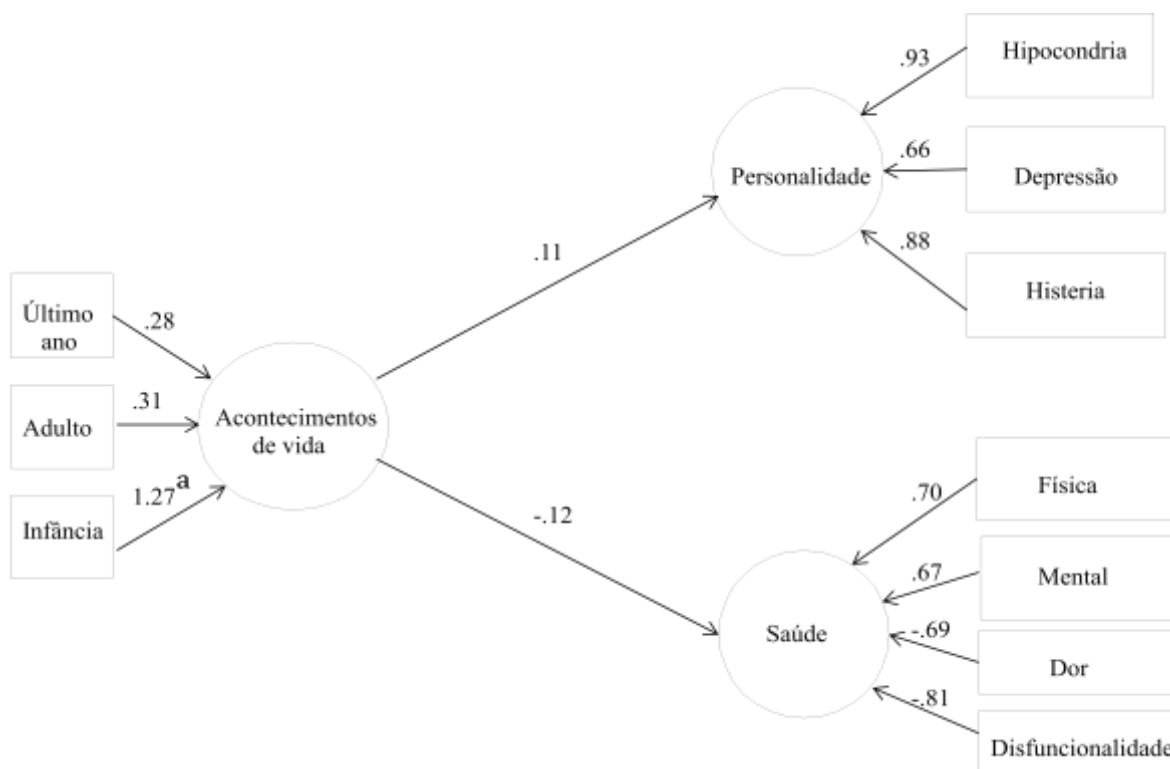 Hipocondria
.93
.66
Personalidade
Depressão
.88
.11
Histeria
Último
ano
.28
.31
Adulto
Acontecimentos
de vida
1.27a
Infância
-.12
.70
Física
.67
Mental
-.69
Saúde
Dor
-.81
Disfuncionalidade